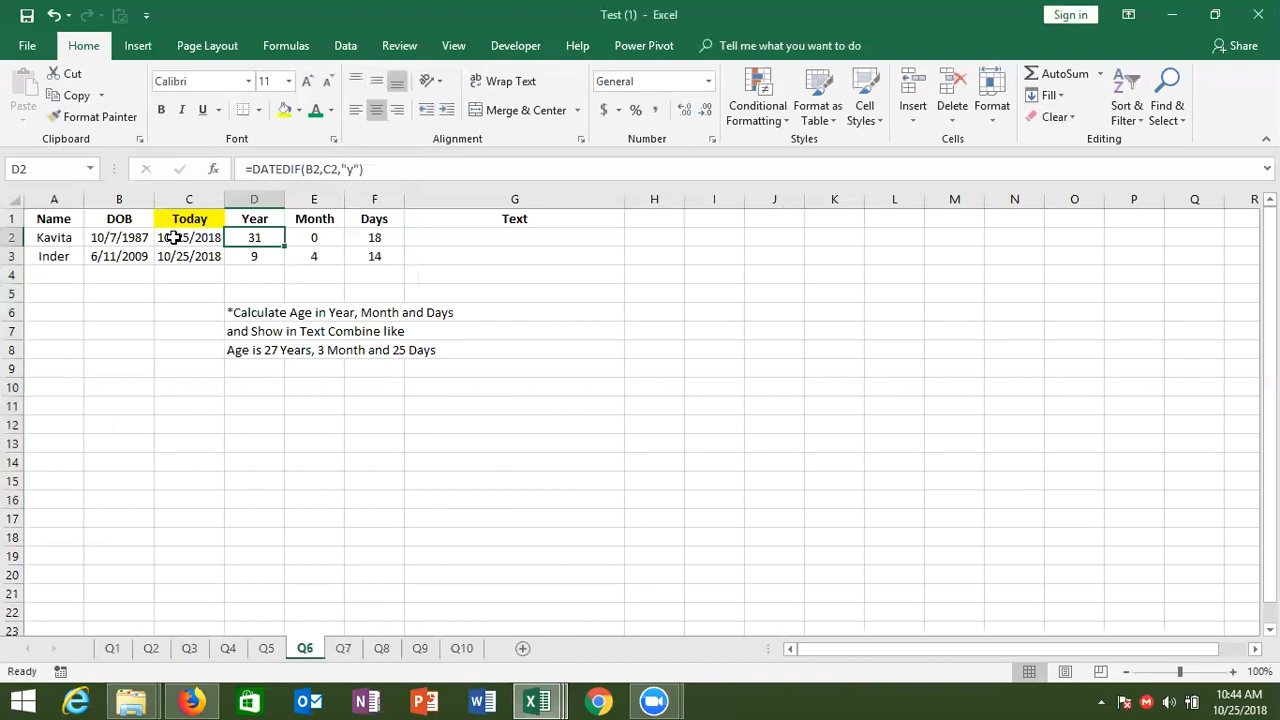 Test (1) - Excel
Sign in
File Home Insert Page Layout Formulas Data Review View Developer Help Power Pivot Tell me what you want to do Share
Paste Cut Copy Format Painter
Calibri 11
B I U A
Wrap Text
Merge & Center
General
$ % ,
Conditional Formatting
Format as Table
Cell Styles
Insert Delete Format
AutoSum
Fill
Clear
Sort & Filter
Find & Select
Clipboard Font Alignment Number Styles Cells Editing
D2 fx =DATEDIF(B2,C2,"y")
A B C D E F G H I J K L M N O P Q R
1 Name DOB Today Year Month Days Text
2 Kavita 10/7/1987 10/25/2018 31 0 18
3 Inder 6/11/2009 10/25/2018 9 4 14
4
5
6 *Calculate Age in Year, Month and Days
7 and Show in Text Combine like
8 Age is 27 Years, 3 Month and 25 Days
9
10
11
12
13
14
15
16
17
18
19
20
21
22
23
Q1 Q2 Q3 Q4 Q5 Q6 Q7 Q8 Q9 Q10
Ready 100%
10:44 AM
10/25/2018